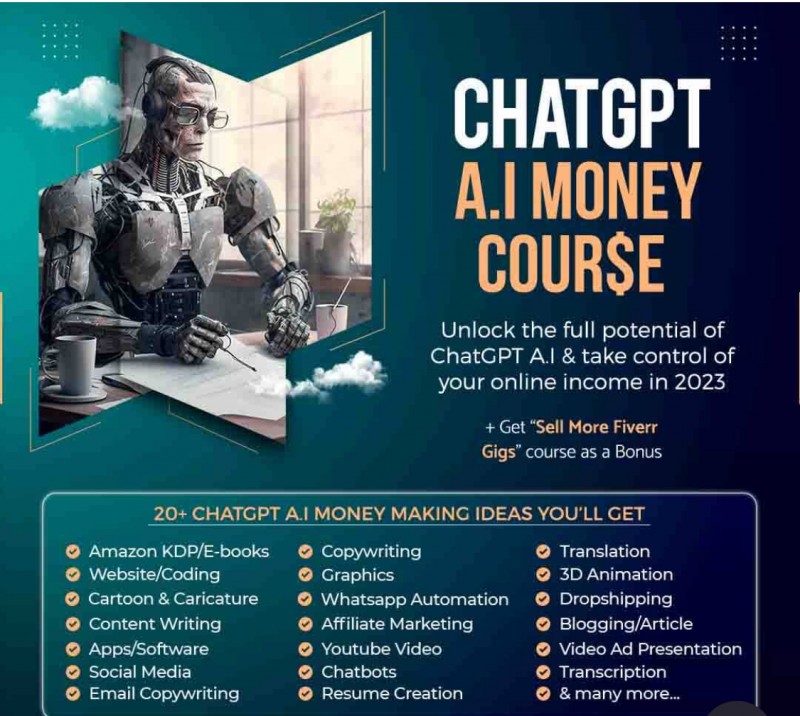 CHATGPT
A.I MONEY
COUR$E
Unlock the full potential of
ChatGPT A.I & take control of
your online income in 2023
+ Get “Sell More Fiverr
Gigs” course as a Bonus
20+ CHATGPT A.I MONEY MAKING IDEAS YOU’LL GET
Amazon KDP/E-books
Website/Coding
Cartoon & Caricature
Content Writing
Apps/Software
Social Media
Email Copywriting
Copywriting
Graphics
Whatsapp Automation
Affiliate Marketing
Youtube Video
Chatbots
Resume Creation
Translation
3D Animation
Dropshipping
Blogging/Article
Video Ad Presentation
Transcription
& many more...